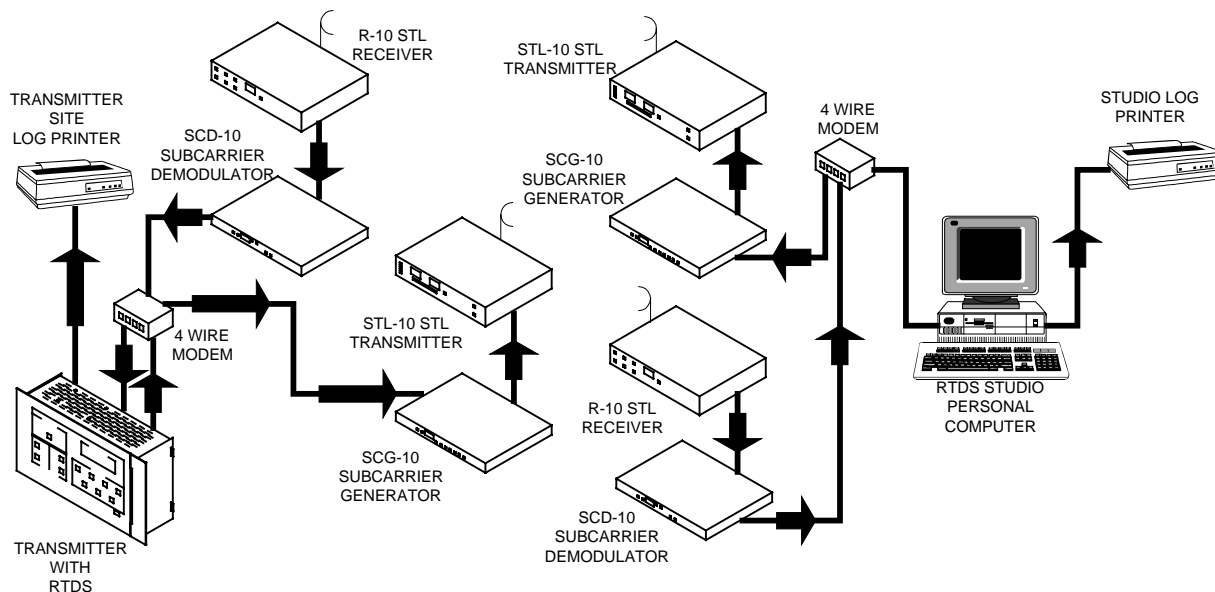 R-10 STL
RECEIVER
STL-10 STL
TRANSMITTER
TRANSMITTER
SITE
LOG PRINTER
4 WIRE
MODEM
STUDIO LOG
PRINTER
SCD-10
SUBCARRIER
DEMODULATOR
SCG-10
SUBCARRIER
GENERATOR
4 WIRE
MODEM
STL-10 STL
TRANSMITTER
R-10 STL
RECEIVER
RTDS STUDIO
PERSONAL
COMPUTER
SCG-10
SUBCARRIER
GENERATOR
SCD-10
SUBCARRIER
DEMODULATOR
TRANSMITTER
WITH
RTDS